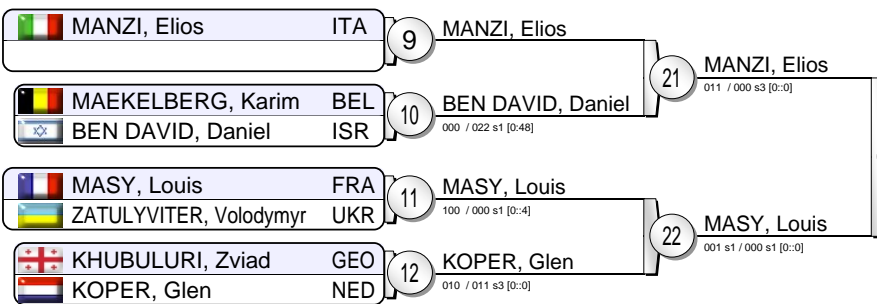 MANZI, Elios ITA
9
MANZI, Elios
MAEKELBERG, Karim BEL
BEN DAVID, Daniel ISR
10
BEN DAVID, Daniel
000 / 022 s1 [0:48]
21
MANZI, Elios
011 / 000 s3 [0::0]
MASY, Louis FRA
ZATULYVITER, Volodymyr UKR
11
MASY, Louis
100 / 000 s1 [0::4]
KHUBULURI, Zviad GEO
KOPER, Glen NED
12
KOPER, Glen
010 / 011 s3 [0::0]
22
MASY, Louis
001 s1 / 000 s1 [0::0]